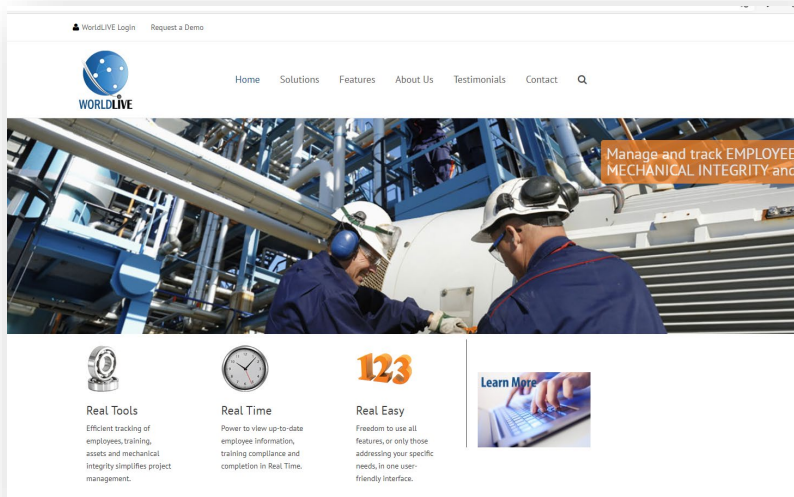 WorldLiVE Login Request a Demo
WORLDLiVE
Home Solutions Features About Us Testimonials Contact
Manage and track EMPLOYEE
MECHANICAL INTEGRITY and
Real Tools
Efficient tracking of
employees, training,
assets and mechanical
integrity simplifies project
management.
Real Time
Power to view up-to-date
employee information,
training compliance and
completion in Real Time.
123
Real Easy
Freedom to use all
features, or only those
addressing your specific
needs, in one user-
friendly interface.
Learn More